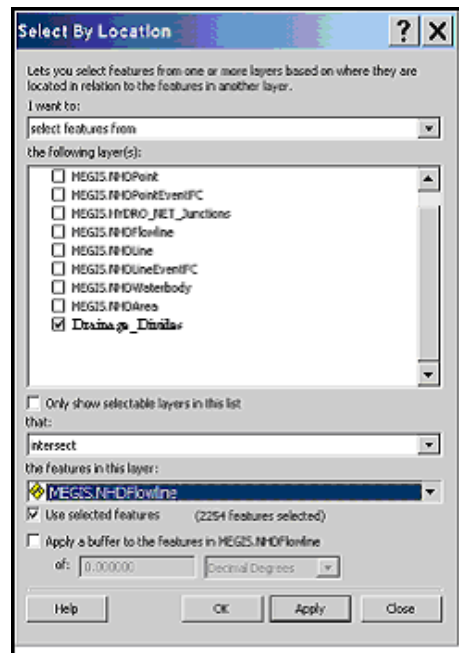 Select By Location
Lets you select features from one or more layers based on where they are
located in relation to the features in another layer.
I want to:
select features from
the following layer(s):
MEGIS.NHDPoint
MEGIS.NHDPointEventFC
MEGIS.HYDRO_NET_Junctions
MEGIS.NHDFlowline
MEGIS.NHDLine
MEGIS.NHDLineEventFC
MEGIS.NHDWaterbody
MEGIS.NHDArea
Drainage_Divides
Only show selectable layers in this list
that:
intersect
the features in this layer:
MEGIS.NHDFlowline
Use selected features (2254 features selected)
Apply a buffer to the features in MEGIS.NHDFlowline
of: 0.000000 Decimal Degrees
Help OK Apply Close